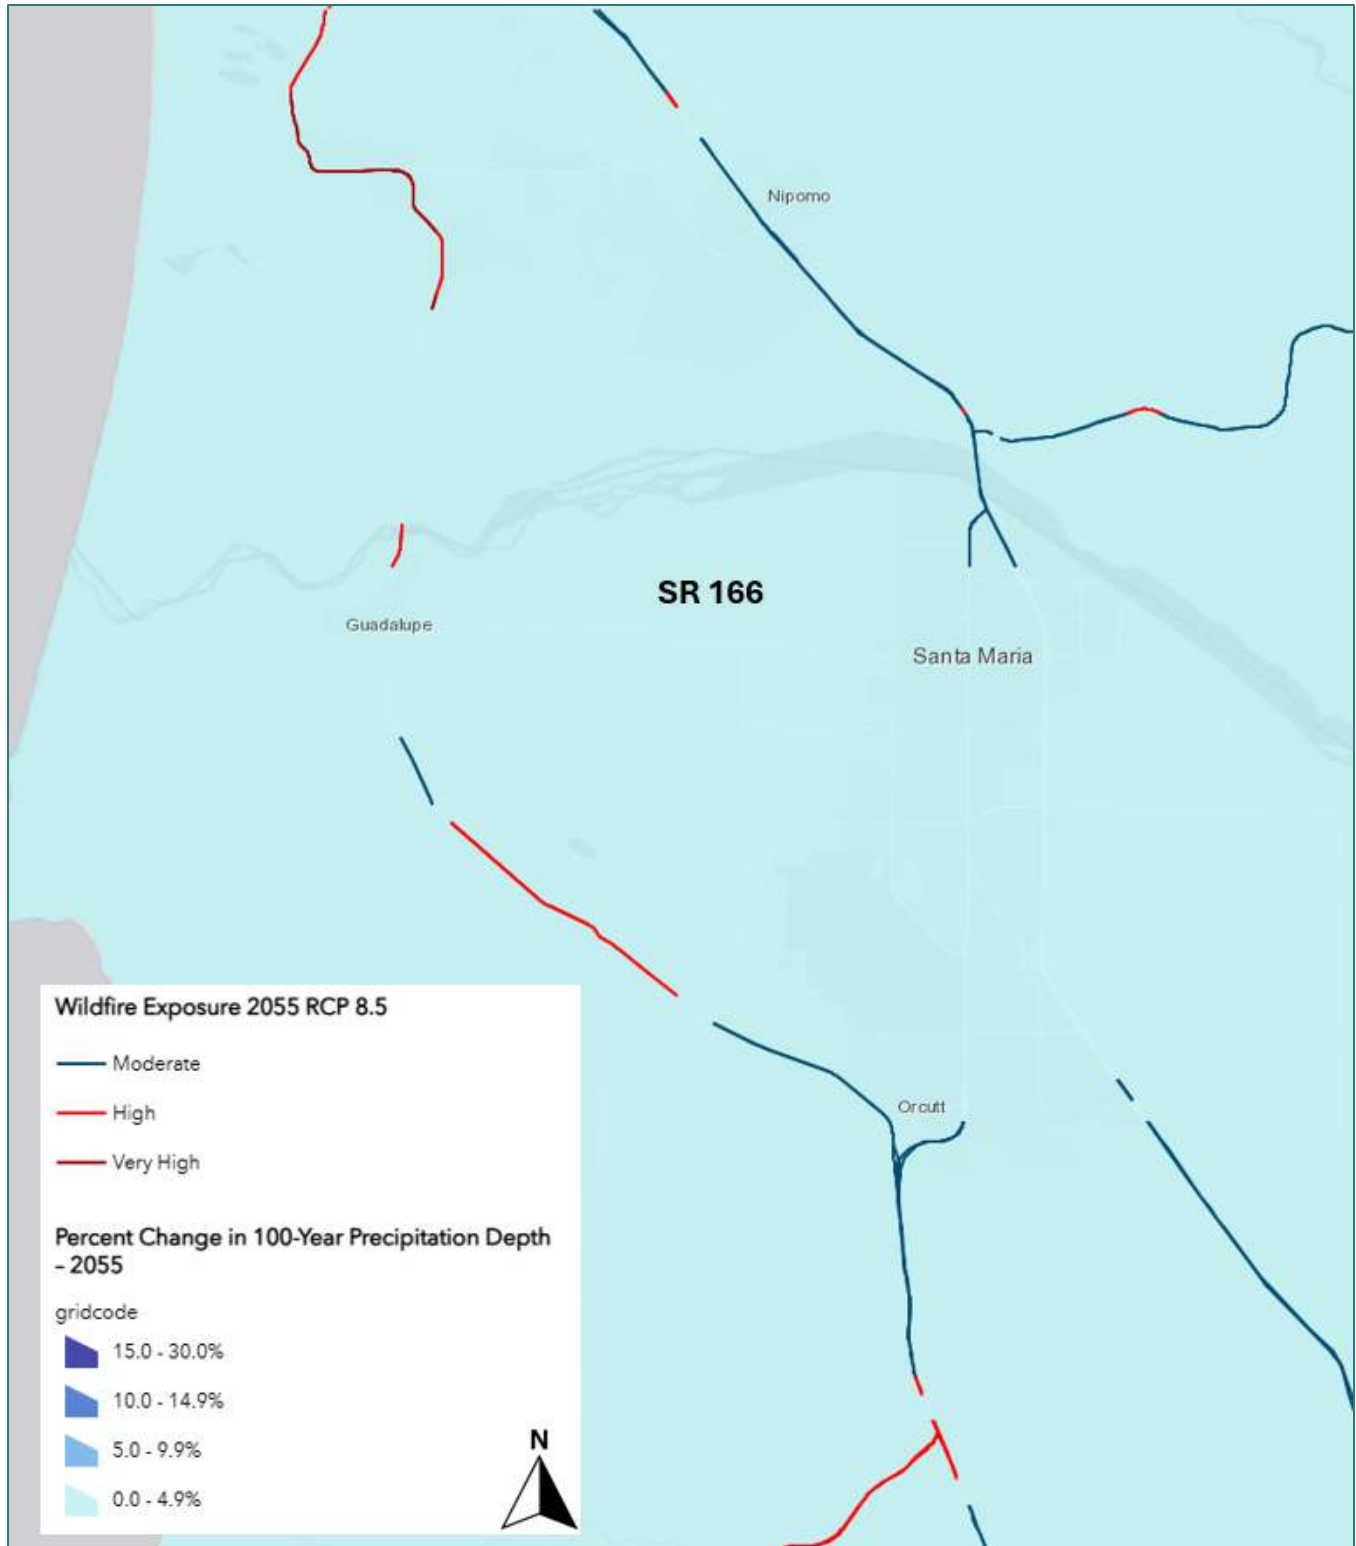 Nipomo
SR 166
Guadalupe
Santa Maria
Orcutt
Wildfire Exposure 2055 RCP 8.5
Moderate
High
Very High
Percent Change in 100-Year Precipitation Depth
- 2055
gridcode
15.0 - 30.0%
10.0 - 14.9%
5.0 - 9.9%
0.0 - 4.9%
N